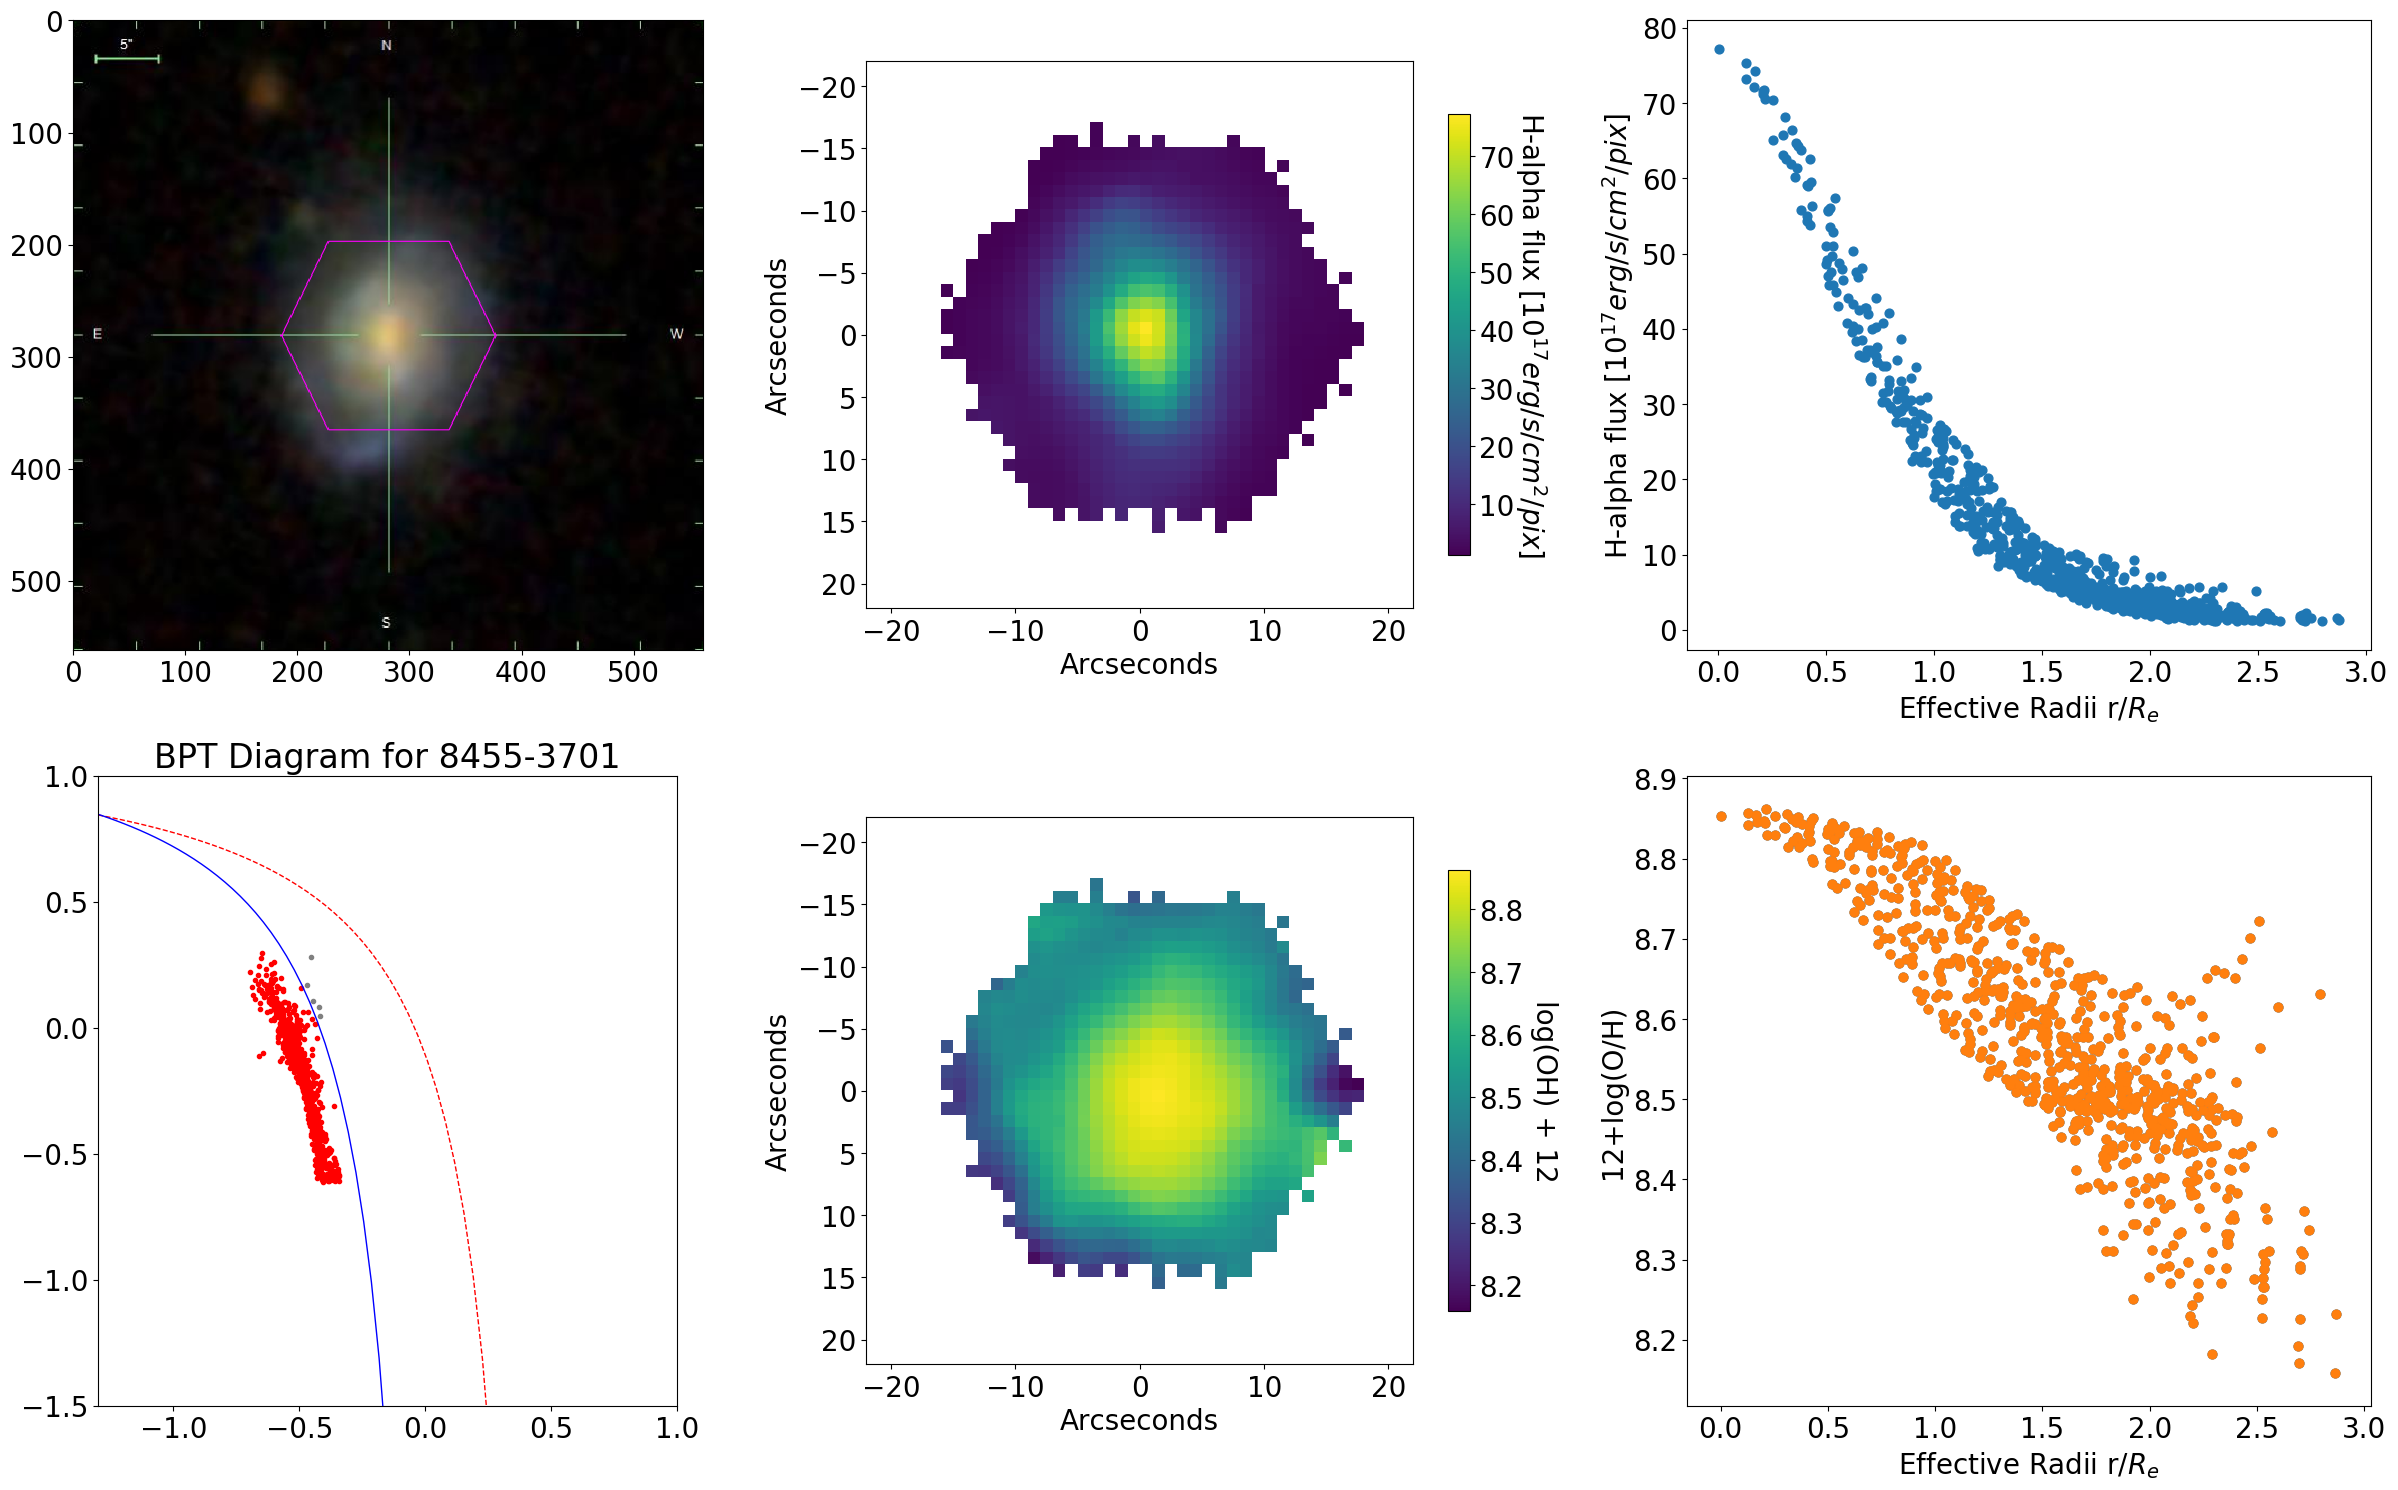 0
100
200
300
400
500
0 100 200 300 400 500
5"
N
E
W
S
−20
−15
−10
−5
0
5
10
15
20
−20 −10 0 10 20
Arcseconds
Arcseconds
70
60
50
40
30
20
10
H-alpha flux [10^17 erg/s/cm^2/pix]
80
70
60
50
40
30
20
10
0
0.0 0.5 1.0 1.5 2.0 2.5 3.0
H-alpha flux [10^17 erg/s/cm^2/pix]
Effective Radii r/R_e
BPT Diagram for 8455-3701
1.0
0.5
0.0
−0.5
−1.0
−1.5
−1.0 −0.5 0.0 0.5 1.0
−20
−15
−10
−5
0
5
10
15
20
−20 −10 0 10 20
Arcseconds
Arcseconds
8.8
8.7
8.6
8.5
8.4
8.3
8.2
log(OH) + 12
8.9
8.8
8.7
8.6
8.5
8.4
8.3
8.2
0.0 0.5 1.0 1.5 2.0 2.5 3.0
12+log(O/H)
Effective Radii r/R_e